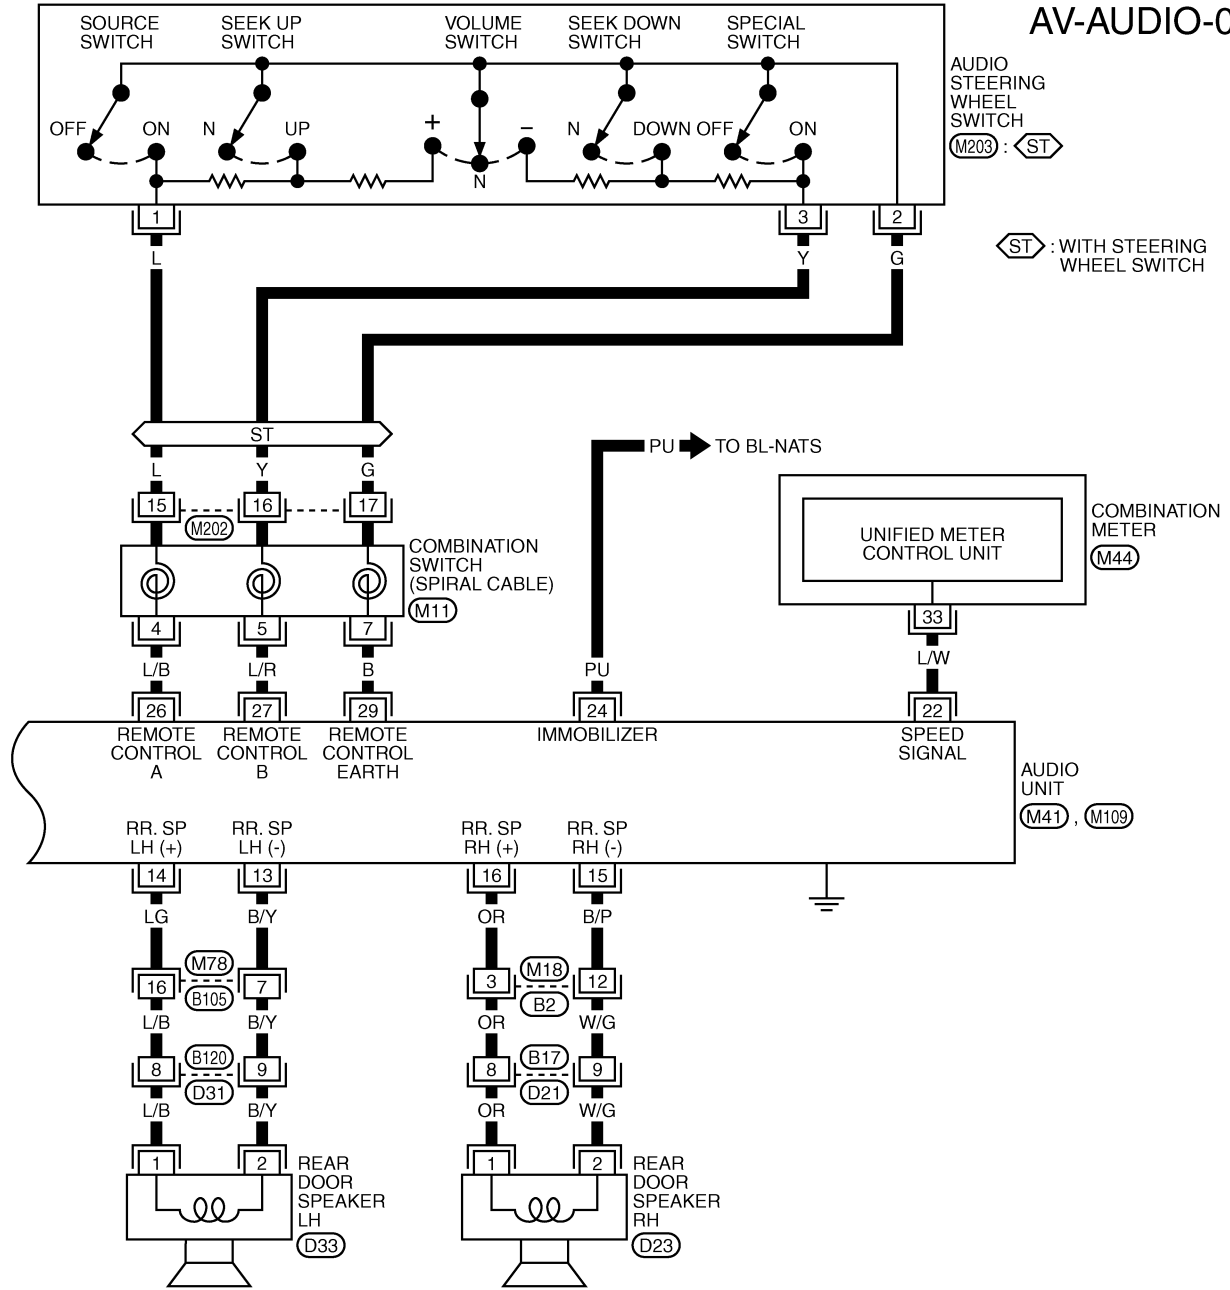 AV-AUDIO-0
SOURCE
SWITCH
SEEK UP
SWITCH
VOLUME
SWITCH
SEEK DOWN
SWITCH
SPECIAL
SWITCH
AUDIO
STEERING
WHEEL
SWITCH
M203 : ST
OFF ON
N UP
+ −
N
N DOWN
OFF ON
1 3 2
L Y G
ST : WITH STEERING
WHEEL SWITCH
ST
PU TO BL-NATS
L Y G
15 16 17
M202
COMBINATION
SWITCH
(SPIRAL CABLE)
M11
UNIFIED METER
CONTROL UNIT
COMBINATION
METER
M44
33
4 5 7
L/B L/R B PU L/W
26 27 29 24 22
REMOTE
CONTROL
A
REMOTE
CONTROL
B
REMOTE
CONTROL
EARTH
IMMOBILIZER
SPEED
SIGNAL
AUDIO
UNIT
M41 , M109
RR. SP
LH (+)
RR. SP
LH (-)
RR. SP
RH (+)
RR. SP
RH (-)
14 13 16 15
LG B/Y OR B/P
M78 M18
16 7 3 12
B105 B2
L/B B/Y OR W/G
B120 B17
8 9 8 9
D31 D21
L/B B/Y OR W/G
1 2 1 2
REAR
DOOR
SPEAKER
LH
D33
REAR
DOOR
SPEAKER
RH
D23